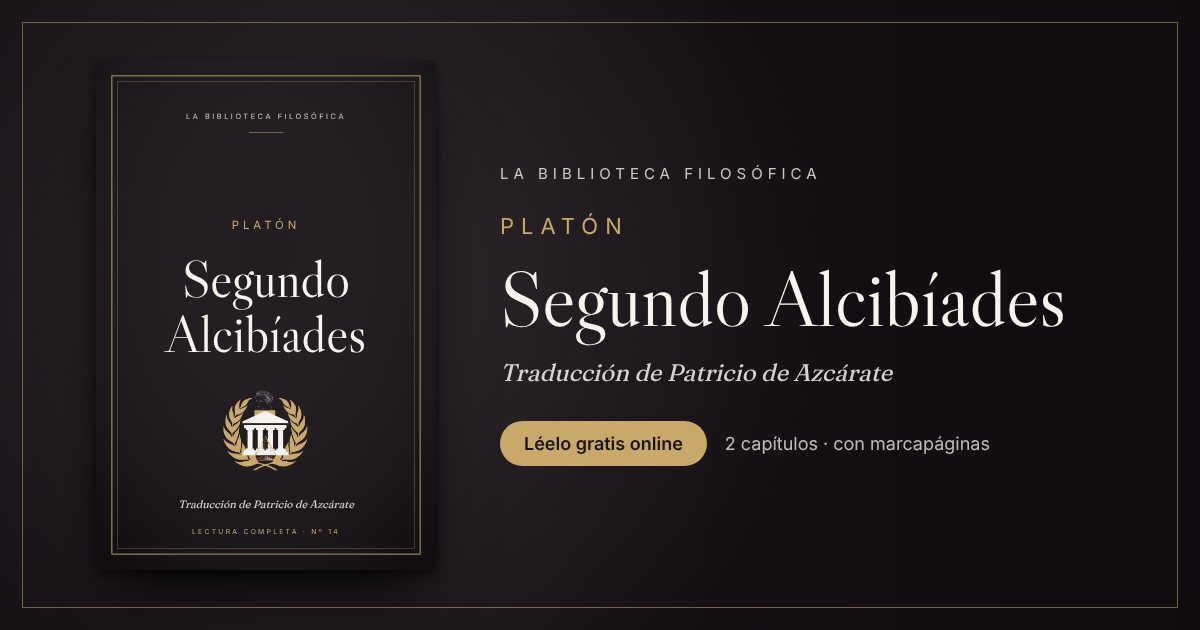 LA BIBLIOTECA FILOSÓFICA
PLATÓN
Segundo
Alcibíades
Traducción de Patricio de Azcárate
LECTURA COMPLETA · Nº 14
LA BIBLIOTECA FILOSÓFICA
PLATÓN
Segundo Alcibíades
Traducción de Patricio de Azcárate
Léelo gratis online
2 capítulos · con marcapáginas